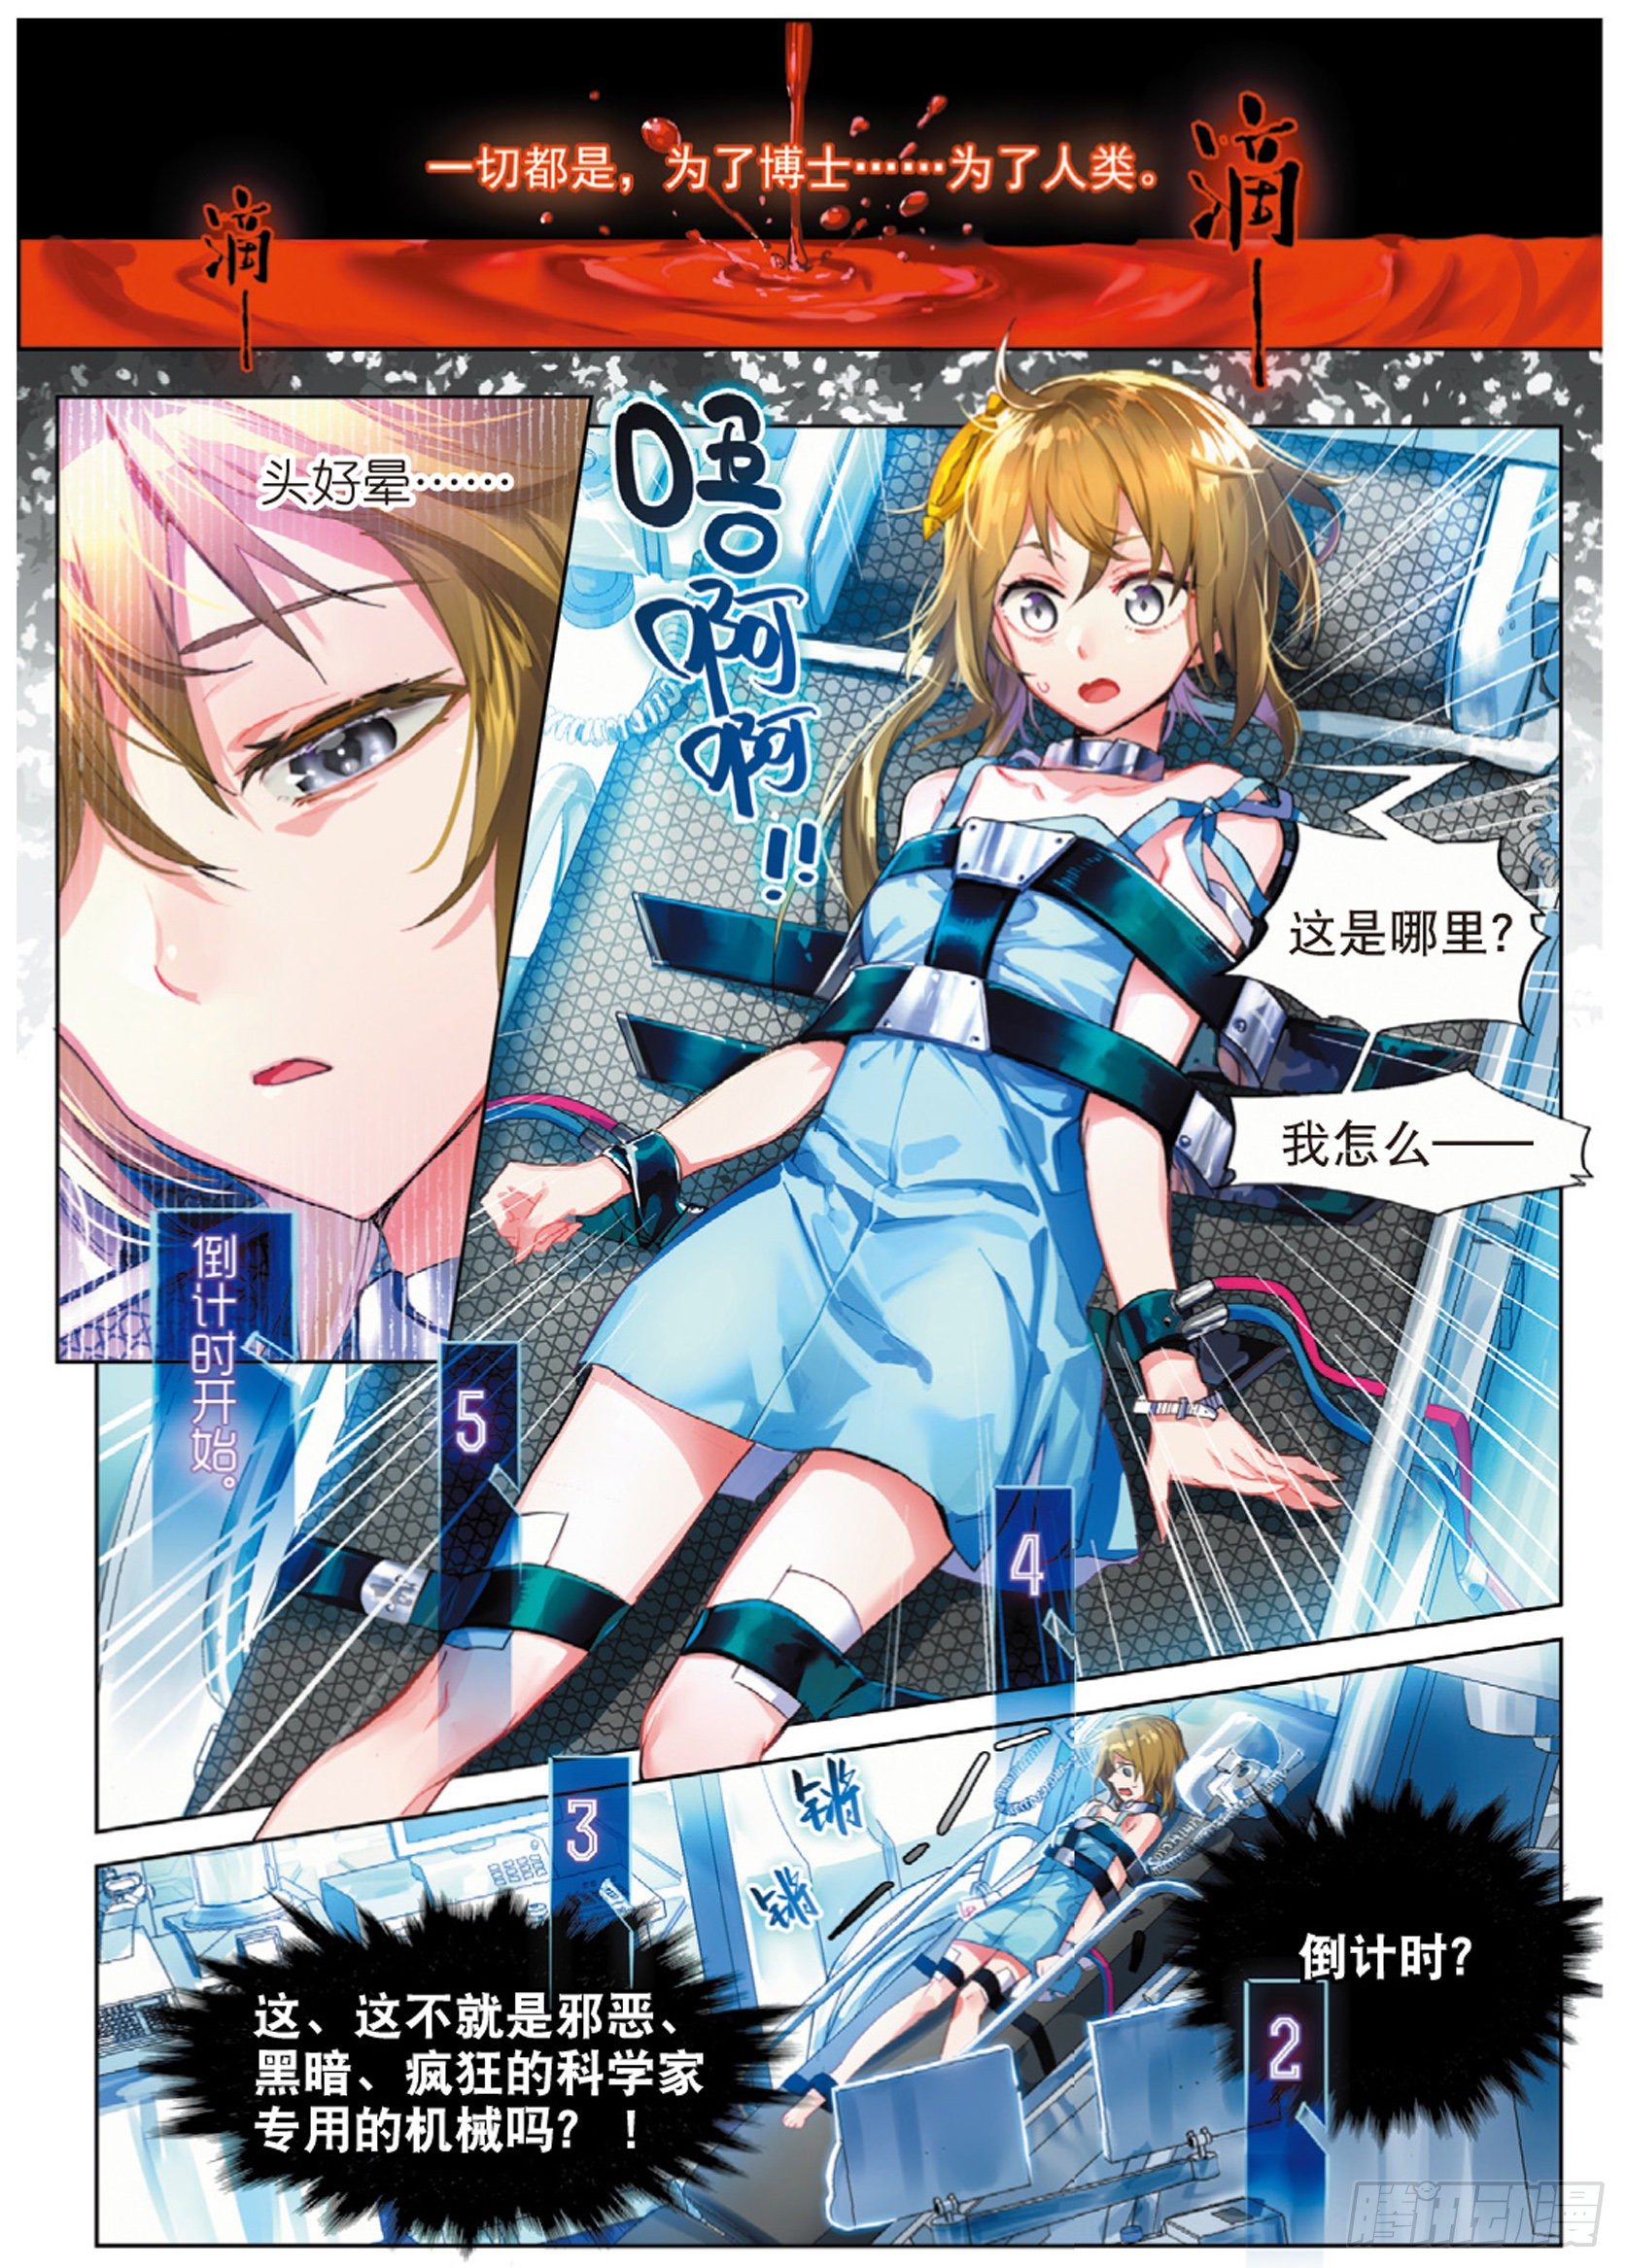 一切都是，为了博士……为了人类。
滴—
滴—
头好晕……
唔啊啊！！
这是哪里？
我怎么——
倒计时开始。
5
4
3
锵
锵
倒计时？
2
这、这不就是邪恶、
黑暗、疯狂的科学家
专用的机械吗？！
腾讯动漫